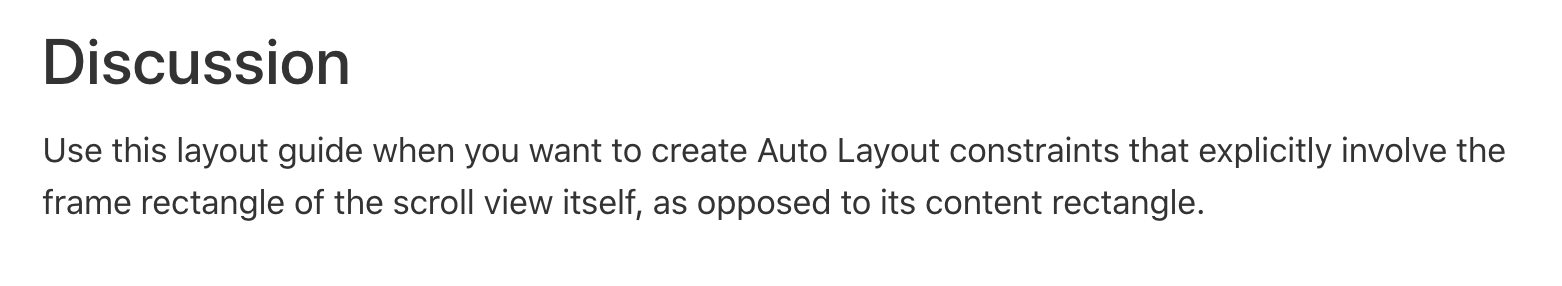 Discussion
Use this layout guide when you want to create Auto Layout constraints that explicitly involve the
frame rectangle of the scroll view itself, as opposed to its content rectangle.